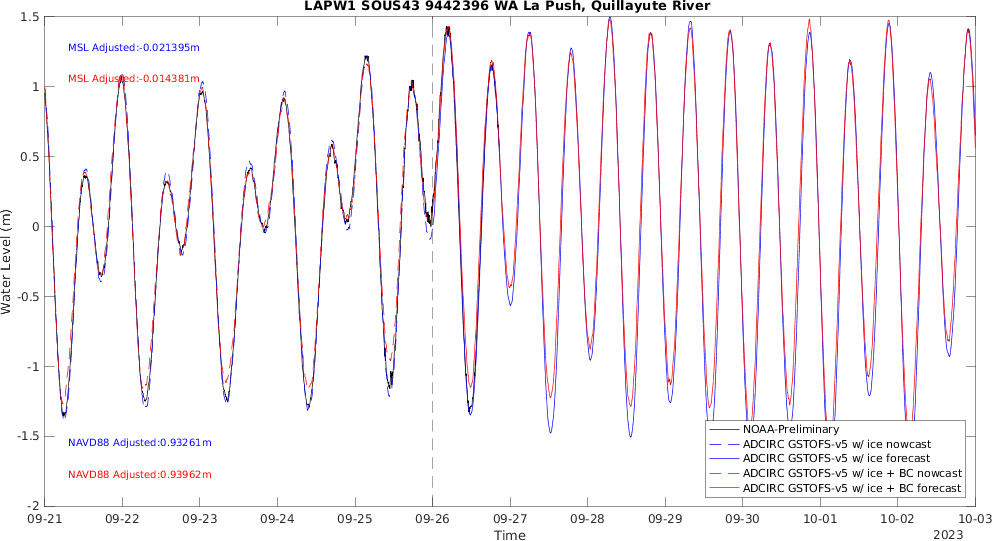 LAPW1 SOUS43 9442396 WA La Push, Quillayute River
1.5
MSL Adjusted:-0.021395m
MSL Adjusted:-0.014381m
1
0.5
0
-0.5
-1
-1.5
-2
Water Level (m)
NAVD88 Adjusted:0.93261m
NAVD88 Adjusted:0.93962m
NOAA-Preliminary
ADCIRC GSTOFS-v5 w/ ice nowcast
ADCIRC GSTOFS-v5 w/ ice forecast
ADCIRC GSTOFS-v5 w/ ice + BC nowcast
ADCIRC GSTOFS-v5 w/ ice + BC forecast
09-21 09-22 09-23 09-24 09-25 09-26 09-27 09-28 09-29 09-30 10-01 10-02 10-03
Time
2023